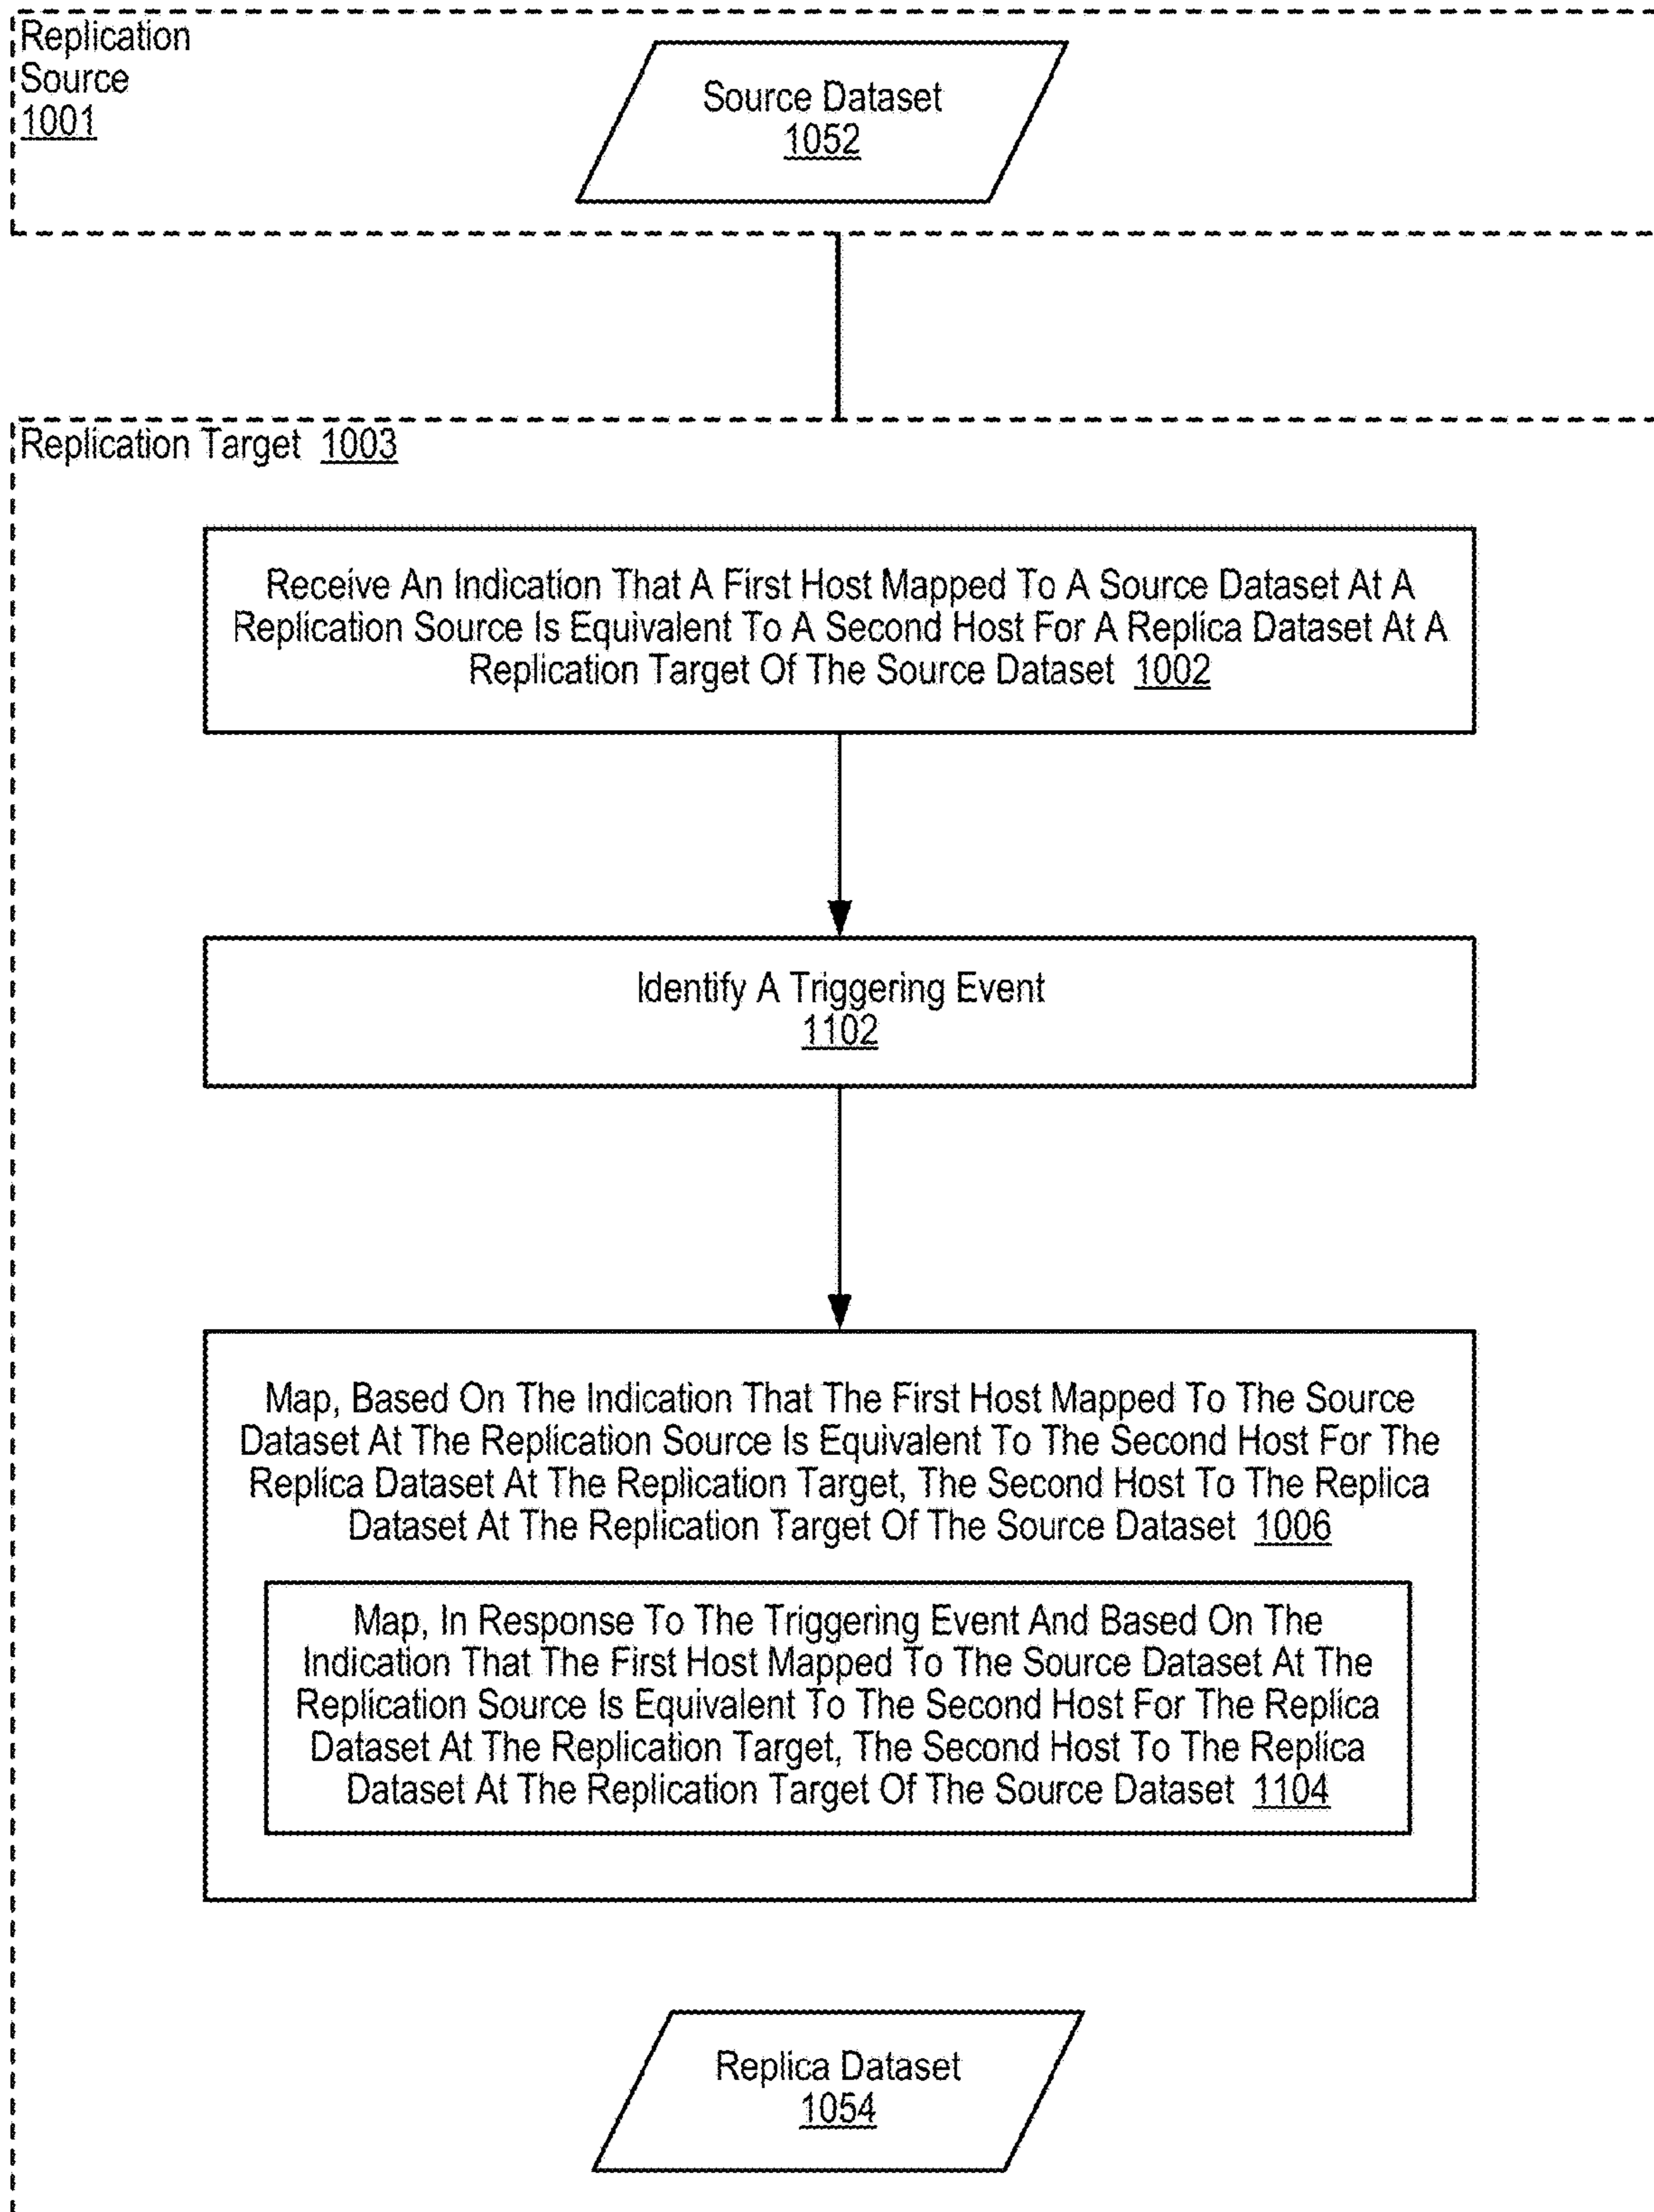 Replication
Source
1001
Source Dataset
1052
Replication Target 1003
Receive An Indication That A First Host Mapped To A Source Dataset At A
Replication Source Is Equivalent To A Second Host For A Replica Dataset At A
Replication Target Of The Source Dataset 1002
Identify A Triggering Event
1102
Map, Based On The Indication That The First Host Mapped To The Source
Dataset At The Replication Source Is Equivalent To The Second Host For The
Replica Dataset At The Replication Target, The Second Host To The Replica
Dataset At The Replication Target Of The Source Dataset 1006
Map, In Response To The Triggering Event And Based On The
Indication That The First Host Mapped To The Source Dataset At The
Replication Source Is Equivalent To The Second Host For The Replica
Dataset At The Replication Target, The Second Host To The Replica
Dataset At The Replication Target Of The Source Dataset 1104
Replica Dataset
1054